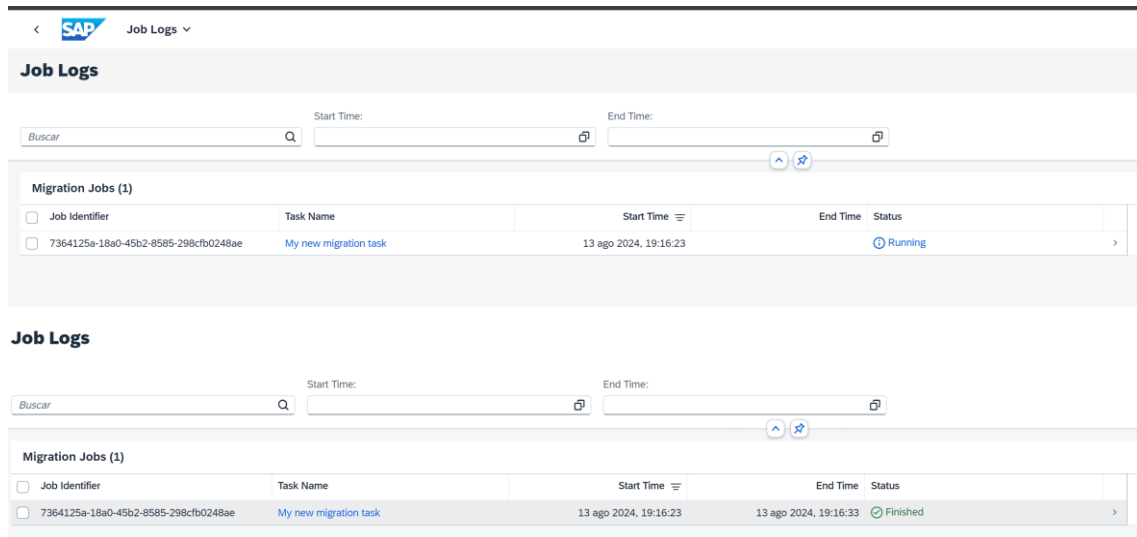 SAP Job Logs
Job Logs
Start Time: End Time:
Buscar
Migration Jobs (1)
Job Identifier Task Name Start Time End Time Status
7364125a-18a0-45b2-8585-298cfb0248ae My new migration task 13 ago 2024, 19:16:23 Running
Job Logs
Start Time: End Time:
Buscar
Migration Jobs (1)
Job Identifier Task Name Start Time End Time Status
7364125a-18a0-45b2-8585-298cfb0248ae My new migration task 13 ago 2024, 19:16:23 13 ago 2024, 19:16:33 Finished